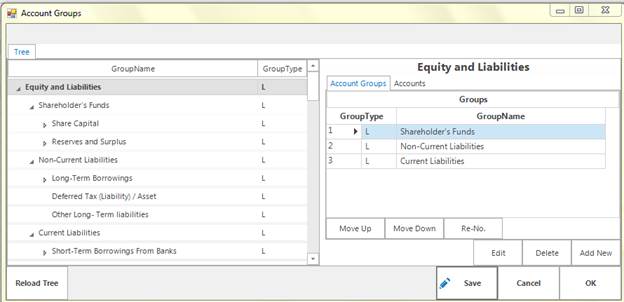 Account Groups
Tree
GroupName GroupType
Equity and Liabilities L
Shareholder's Funds L
Share Capital L
Reserves and Surplus L
Non-Current Liabilities L
Long-Term Borrowings L
Deferred Tax (Liability) / Asset L
Other Long- Term liabilities L
Current Liabilities L
Short-Term Borrowings From Banks L
Reload Tree
Equity and Liabilities
Account Groups Accounts
Groups
GroupType GroupName
1 L Shareholder's Funds
2 L Non-Current Liabilities
3 L Current Liabilities
Move Up Move Down Re-No.
Edit Delete Add New
Save Cancel OK